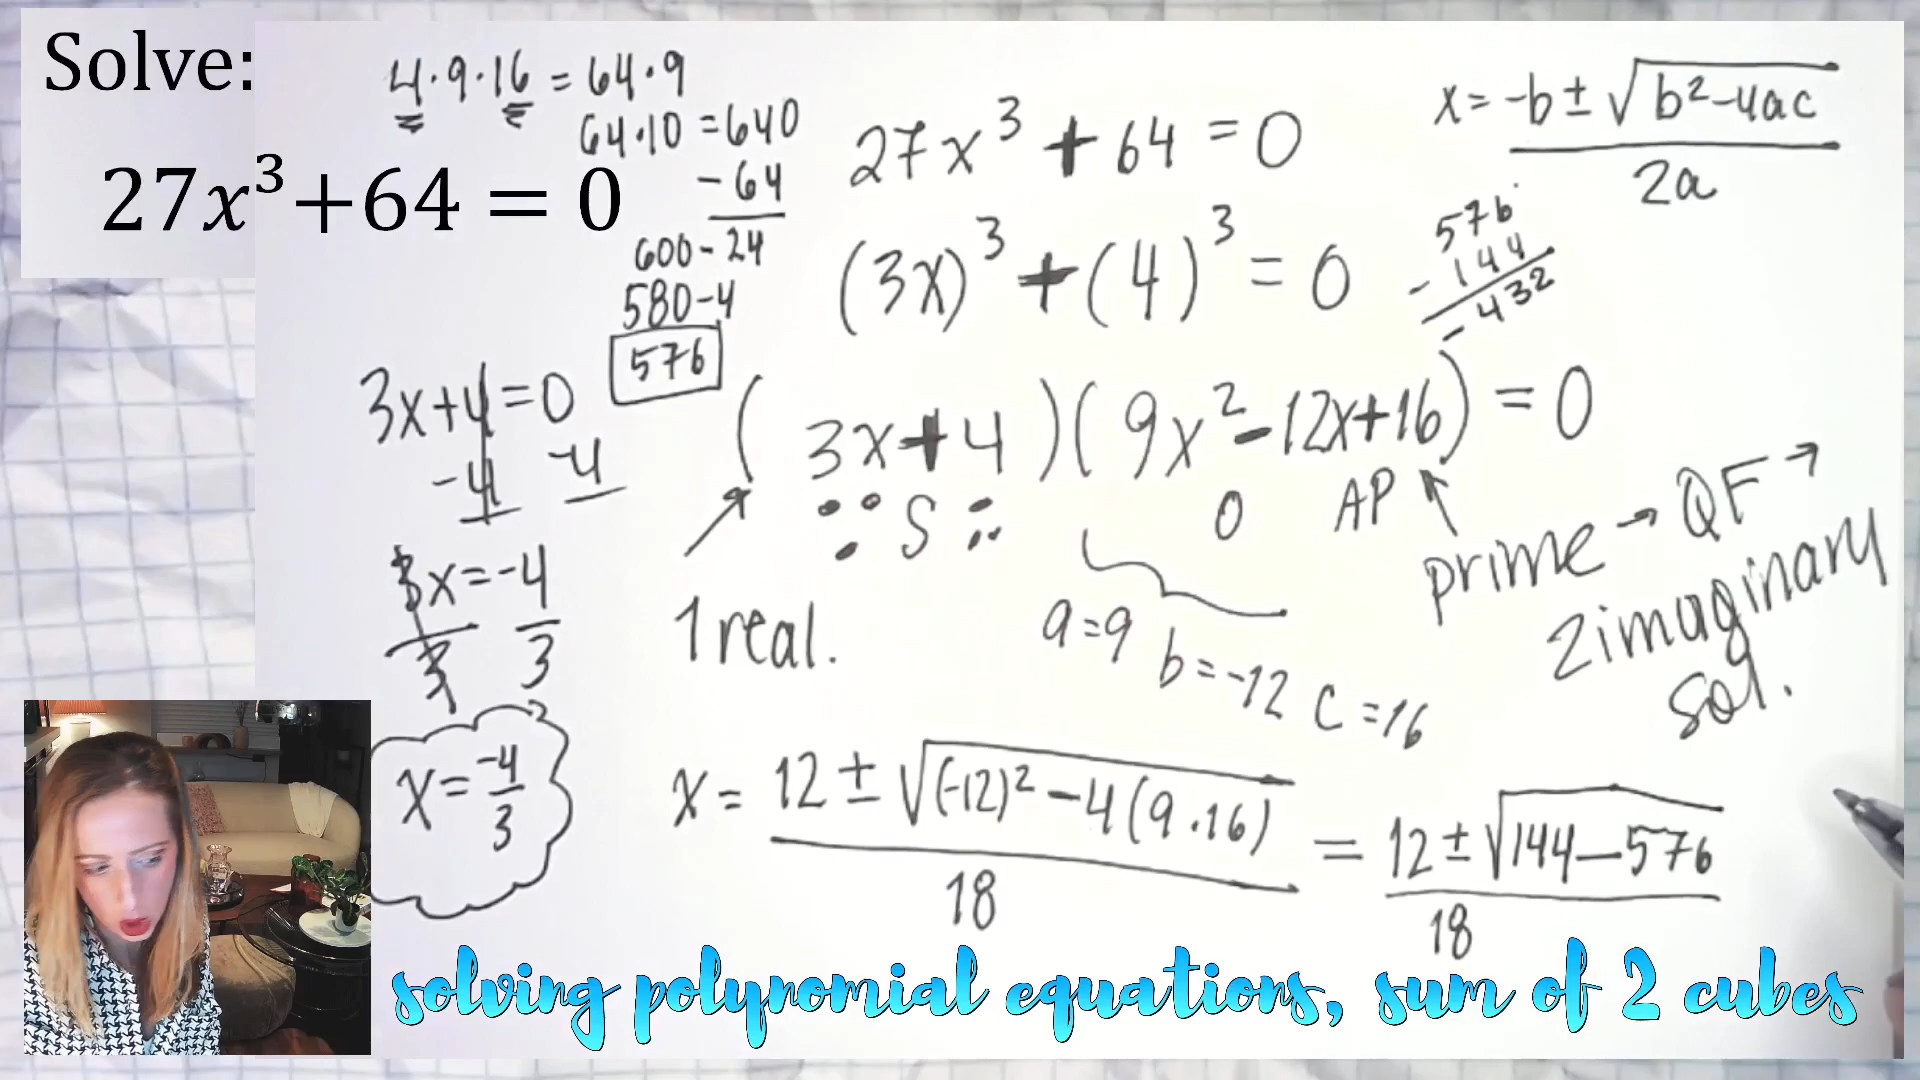 Solve:
27x³+64 = 0
4·9·16 = 64·9
64·10 = 640
-64
600-24
580-4
576
27x³ + 64 = 0
(3x)³ + (4)³ = 0
x = -b ± √b²-4ac
2a
576
-144
-432
(3x+4)(9x²-12x+16) = 0
S O AP
3x+4=0
-4 -4
3x=-4
3 3
x=-4
3
1 real.
a=9 b=-12 c=16
prime → QF →
2 imaginary
sol.
x = 12 ± √(-12)² - 4(9·16) = 12 ± √144-576
18 18
solving polynomial equations, sum of 2 cubes